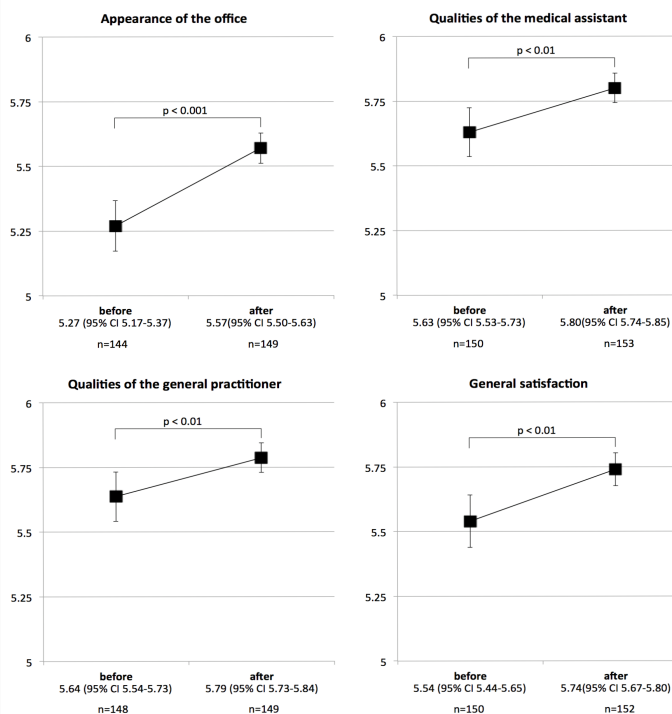 Appearance of the office
6
5.75
5.5
5.25
5
p < 0.001
before
5.27 (95% CI 5.17-5.37)
n=144
after
5.57(95% CI 5.50-5.63)
n=149
Qualities of the medical assistant
6
5.75
5.5
5.25
5
p < 0.01
before
5.63 (95% CI 5.53-5.73)
n=150
after
5.80(95% CI 5.74-5.85)
n=153
Qualities of the general practitioner
6
5.75
5.5
5.25
5
p < 0.01
before
5.64 (95% CI 5.54-5.73)
n=148
after
5.79 (95% CI 5.73-5.84)
n=149
General satisfaction
6
5.75
5.5
5.25
5
p < 0.01
before
5.54 (95% CI 5.44-5.65)
n=150
after
5.74(95% CI 5.67-5.80)
n=152